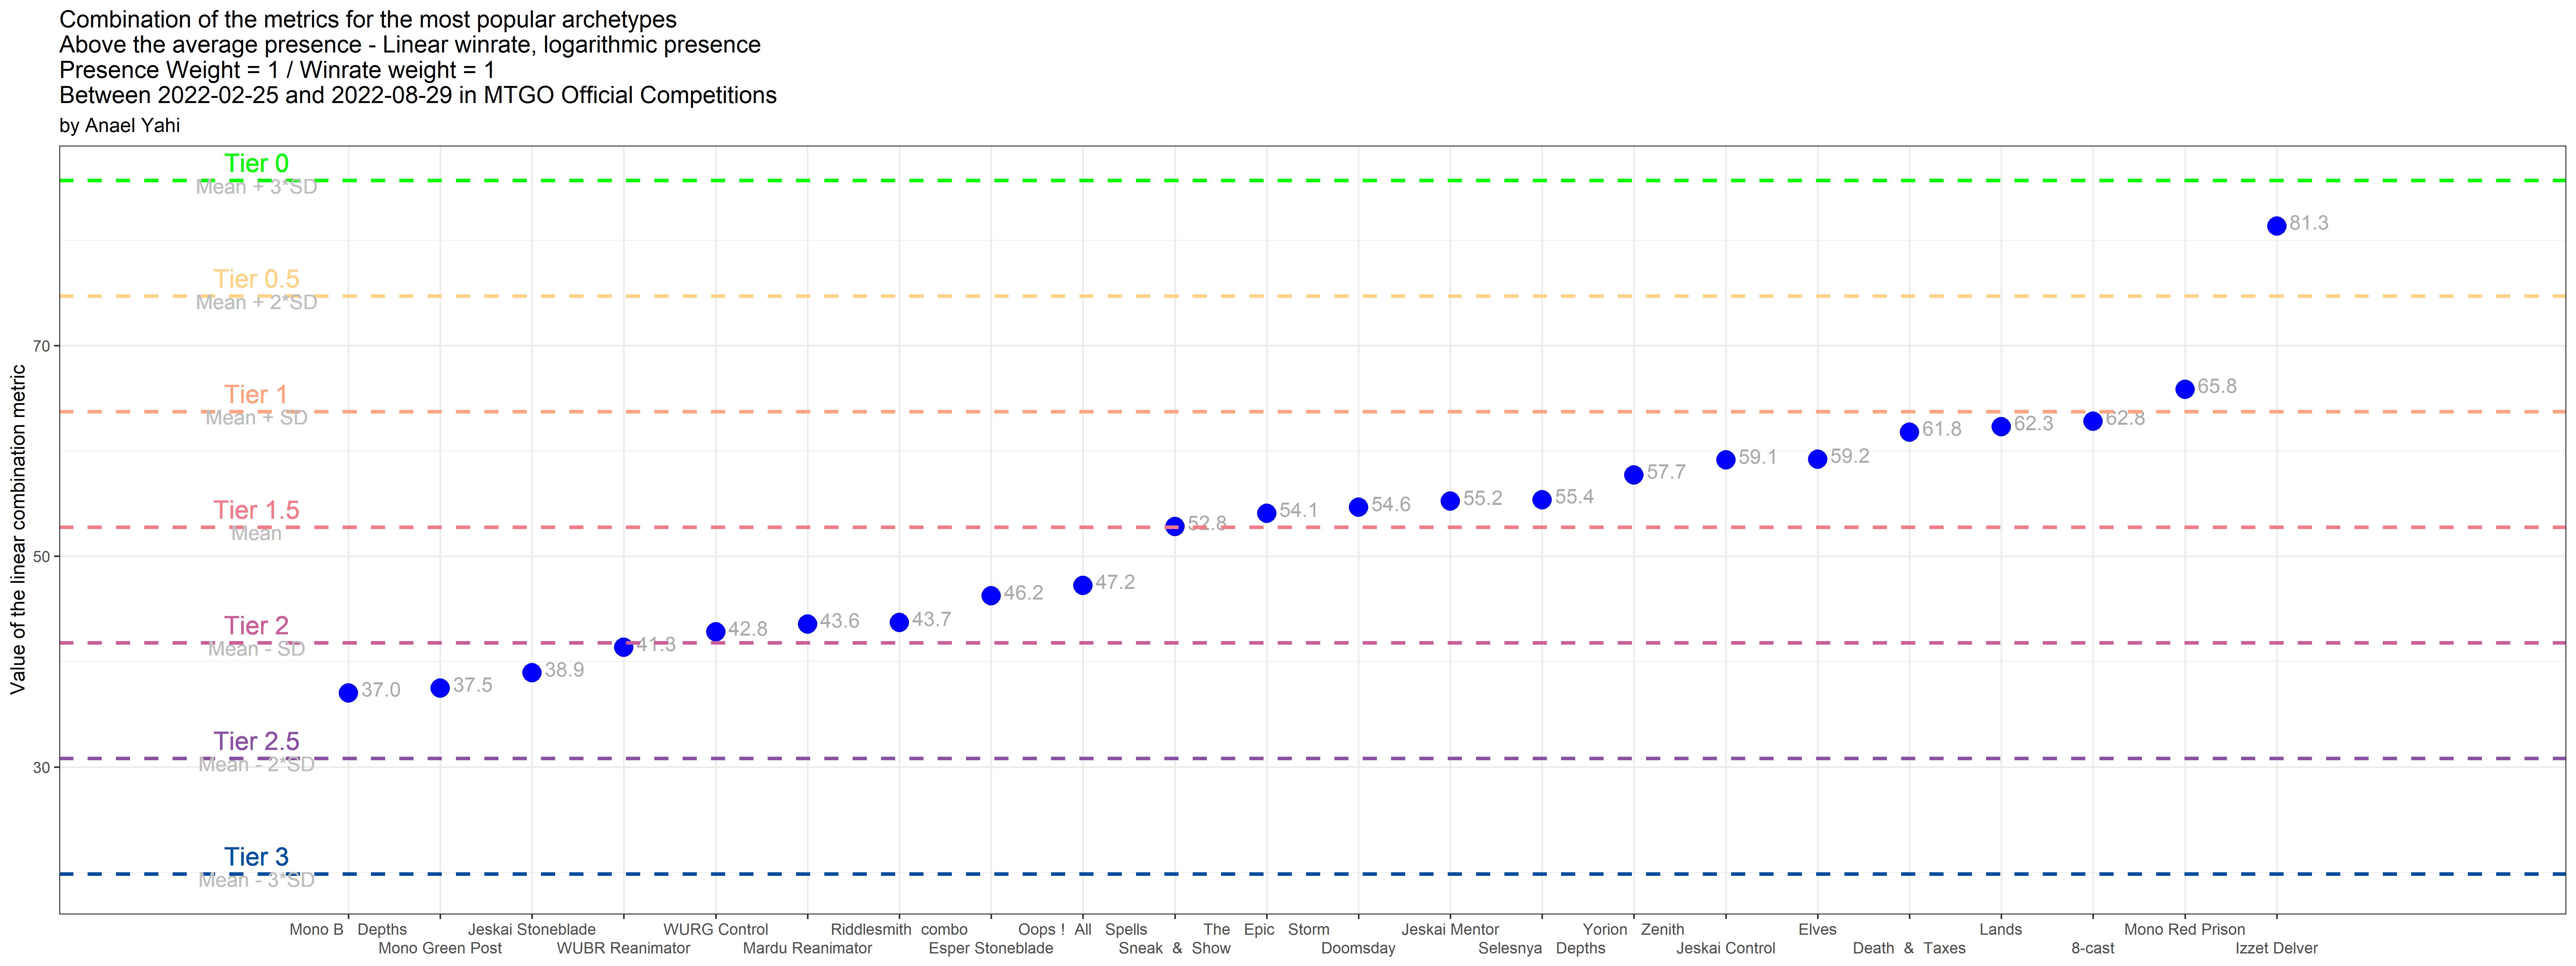 Combination of the metrics for the most popular archetypes
Above the average presence - Linear winrate, logarithmic presence
Presence Weight = 1 / Winrate weight = 1
Between 2022-02-25 and 2022-08-29 in MTGO Official Competitions
by Anael Yahi
Value of the linear combination metric
Tier 0
Mean + 3*SD
81.3
Tier 0.5
Mean + 2*SD
70
Tier 1
Mean + SD
65.8
62.8
62.3
61.8
59.2
59.1
57.7
Tier 1.5
Mean
55.4
55.2
54.6
54.1
52.8
50
47.2
46.2
Tier 2
Mean - SD
43.7
43.6
42.8
41.3
38.9
37.5
37.0
Tier 2.5
Mean - 2*SD
30
Tier 3
Mean - 3*SD
Mono B Depths
Mono Green Post
Jeskai Stoneblade
WUBR Reanimator
WURG Control
Mardu Reanimator
Riddlesmith combo
Esper Stoneblade
Oops ! All Spells
Sneak & Show
The Epic Storm
Doomsday
Jeskai Mentor
Selesnya Depths
Yorion Zenith
Jeskai Control
Elves
Death & Taxes
Lands
8-cast
Mono Red Prison
Izzet Delver